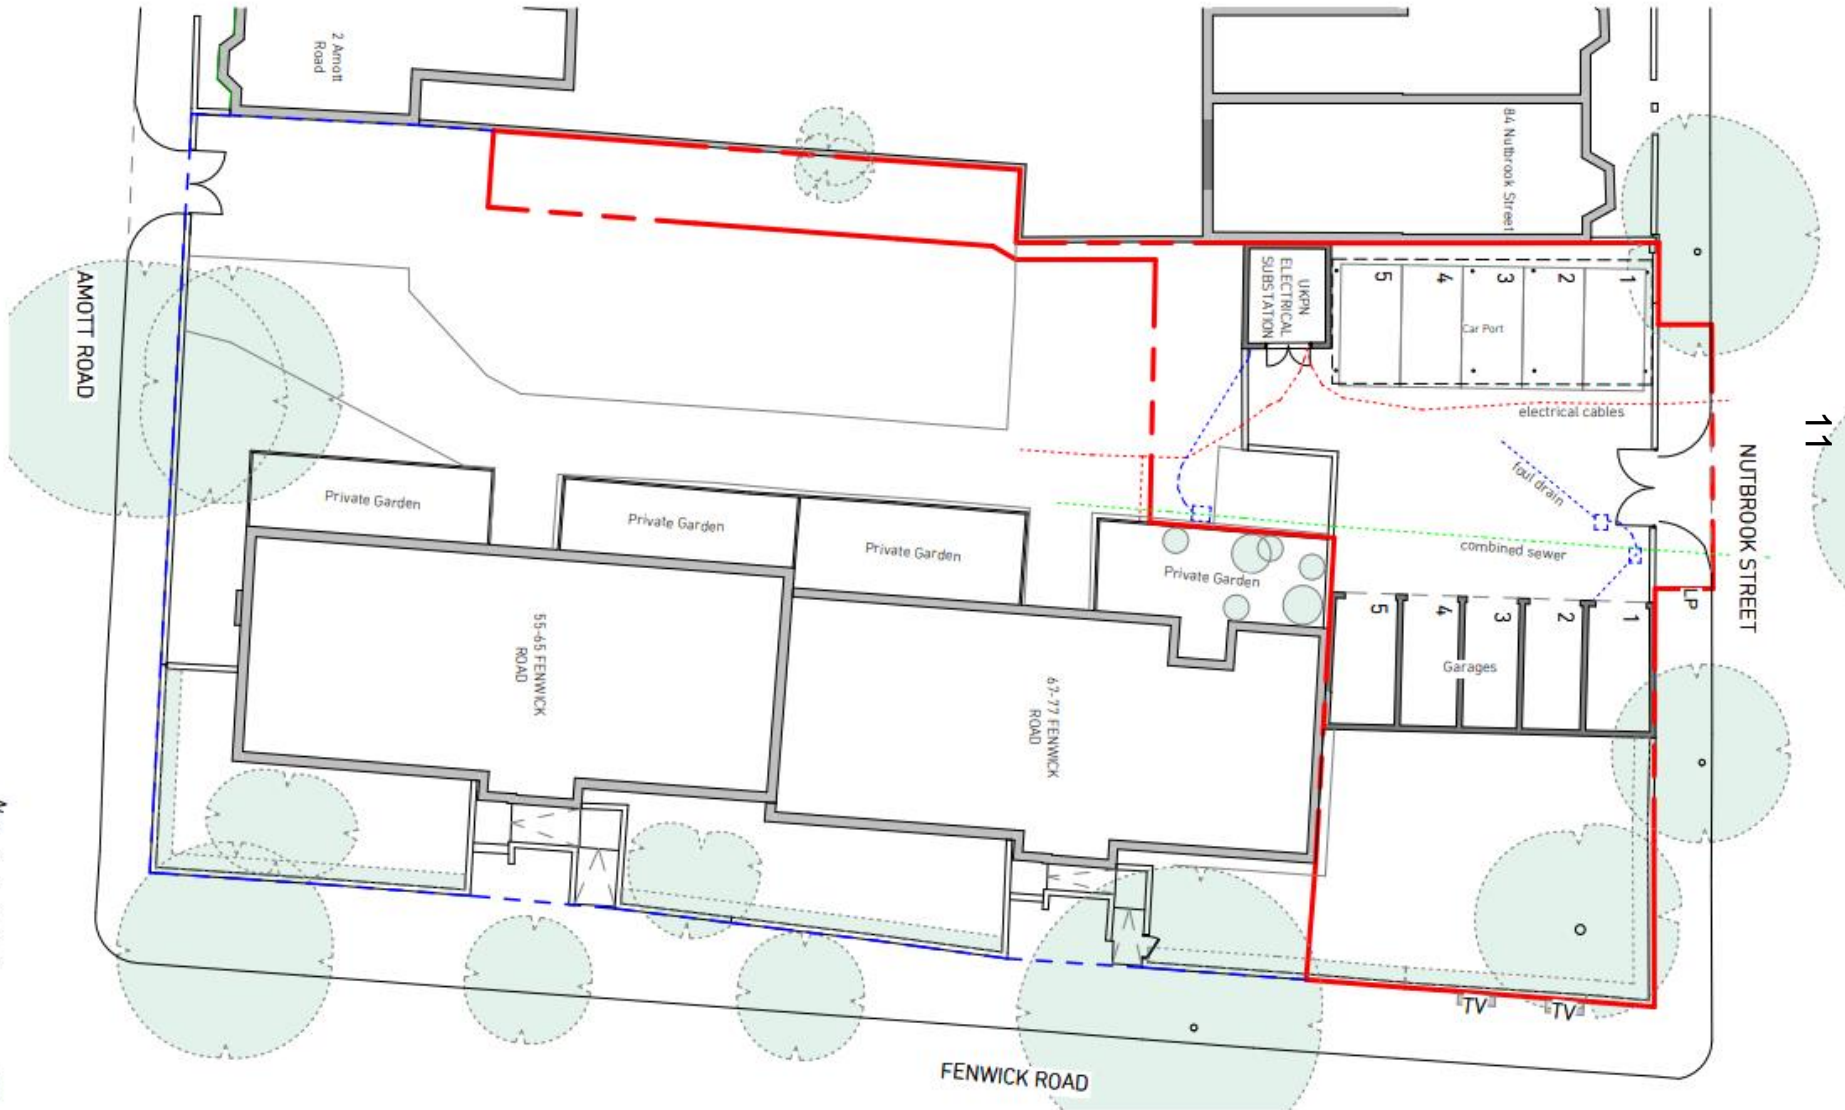 2 Amott
Road
84 Nutbrook Street
UKPN
ELECTRICAL
SUBSTATION
5
4
3
2
1
Car Port
AMOTT ROAD
electrical cables
11
NUTBROOK STREET
foul drain
Private Garden
Private Garden
Private Garden
combined sewer
Private Garden
LP
5
4
3
2
1
Garages
55-65 FENWICK
ROAD
67-77 FENWICK
ROAD
TV
TV
FENWICK ROAD